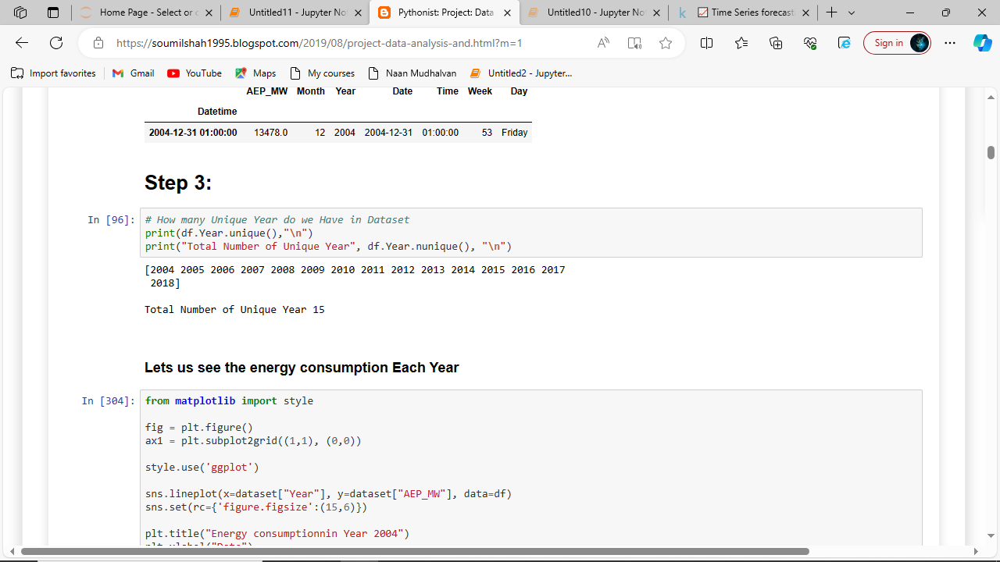 Home Page - Select or c
Untitled11 - Jupyter No
Pythonist: Project: Data
Untitled10 - Jupyter No
Time Series forecast
https://soumilshah1995.blogspot.com/2019/08/project-data-analysis-and.html?m=1
Sign in
Import favorites
Gmail
YouTube
Maps
My courses
Naan Mudhalvan
Untitled2 - Jupyter...
AEP_MW Month Year Date Time Week Day
Datetime
2004-12-31 01:00:00 13478.0 12 2004 2004-12-31 01:00:00 53 Friday
Step 3:
In [96]: # How many Unique Year do we Have in Dataset
print(df.Year.unique(),"\n")
print("Total Number of Unique Year", df.Year.nunique(), "\n")
[2004 2005 2006 2007 2008 2009 2010 2011 2012 2013 2014 2015 2016 2017
2018]
Total Number of Unique Year 15
Lets us see the energy consumption Each Year
In [304]: from matplotlib import style
fig = plt.figure()
ax1 = plt.subplot2grid((1,1), (0,0))
style.use('ggplot')
sns.lineplot(x=dataset["Year"], y=dataset["AEP_MW"], data=df)
sns.set(rc={'figure.figsize':(15,6)})
plt.title("Energy consumptionnin Year 2004")
plt.xlabel("Date")